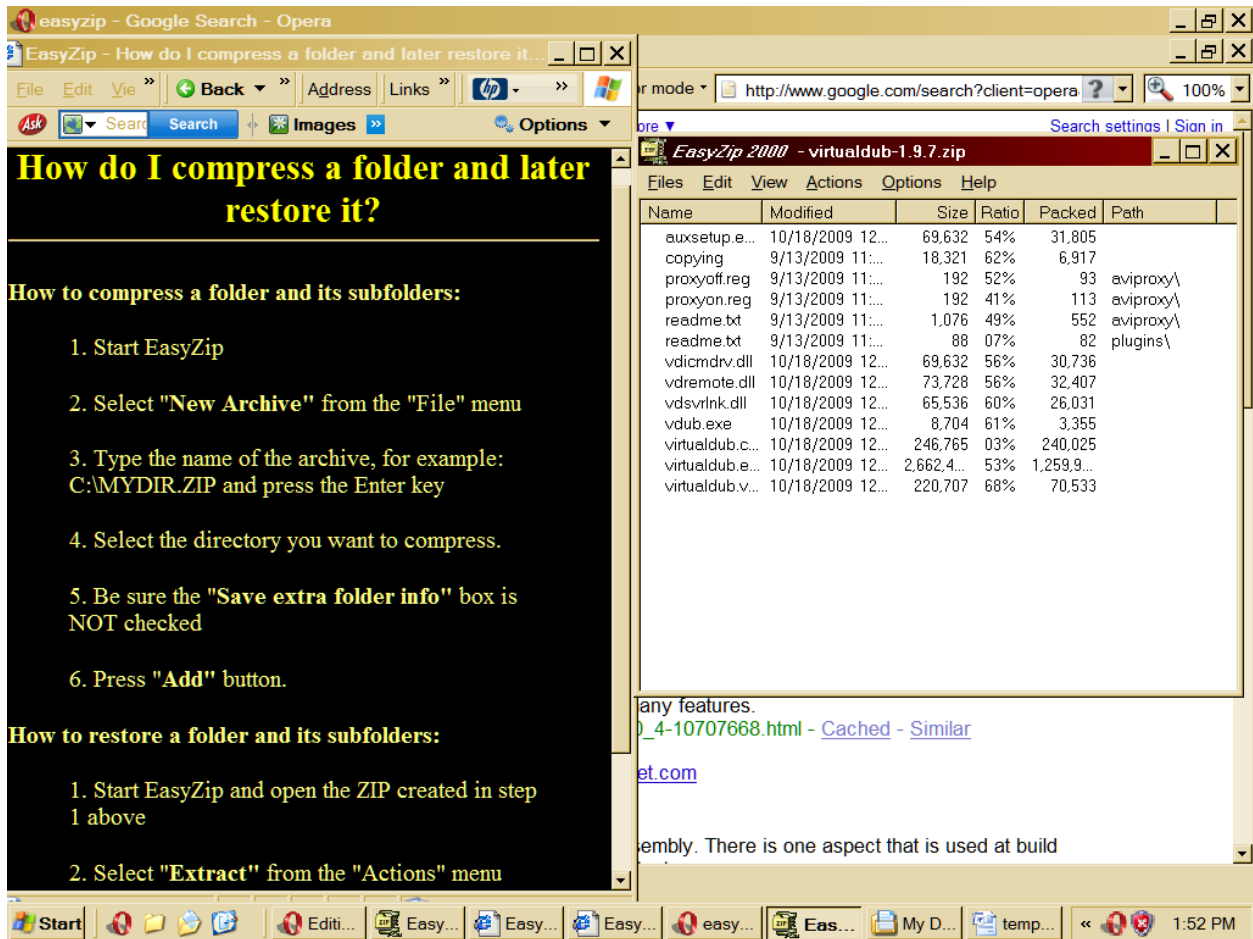 easyzip - Google Search - Opera
EasyZip - How do I compress a folder and later restore it...
File Edit Vie » Back » Address Links » hp »
Ask Search Images » Options
How do I compress a folder and later
restore it?
How to compress a folder and its subfolders:
1. Start EasyZip
2. Select "New Archive" from the "File" menu
3. Type the name of the archive, for example:
C:\MYDIR.ZIP and press the Enter key
4. Select the directory you want to compress.
5. Be sure the "Save extra folder info" box is
NOT checked
6. Press "Add" button.
How to restore a folder and its subfolders:
1. Start EasyZip and open the ZIP created in step
1 above
2. Select "Extract" from the "Actions" menu
r mode http://www.google.com/search?client=opera ? 100%
ore ▼ Search settings | Sign in
EasyZip 2000 - virtualdub-1.9.7.zip
Files Edit View Actions Options Help
Name Modified Size Ratio Packed Path
auxsetup.e... 10/18/2009 12... 69,632 54% 31,805
copying 9/13/2009 11:... 18,321 62% 6,917
proxyoff.reg 9/13/2009 11:... 192 52% 93 aviproxy\
proxyon.reg 9/13/2009 11:... 192 41% 113 aviproxy\
readme.txt 9/13/2009 11:... 1,076 49% 552 aviproxy\
readme.txt 9/13/2009 11:... 88 07% 82 plugins\
vdicmdrv.dll 10/18/2009 12... 69,632 56% 30,736
vdremote.dll 10/18/2009 12... 73,728 56% 32,407
vdsvrlnk.dll 10/18/2009 12... 65,536 60% 26,031
vdub.exe 10/18/2009 12... 8,704 61% 3,355
virtualdub.c... 10/18/2009 12... 246,765 03% 240,025
virtualdub.e... 10/18/2009 12... 2,662,4... 53% 1,259,9...
virtualdub.v... 10/18/2009 12... 220,707 68% 70,533
any features.
0_4-10707668.html - Cached - Similar
et.com
sembly. There is one aspect that is used at build
Start Editi... Easy... Easy... Easy... easy... Eas... My D... temp... « 1:52 PM